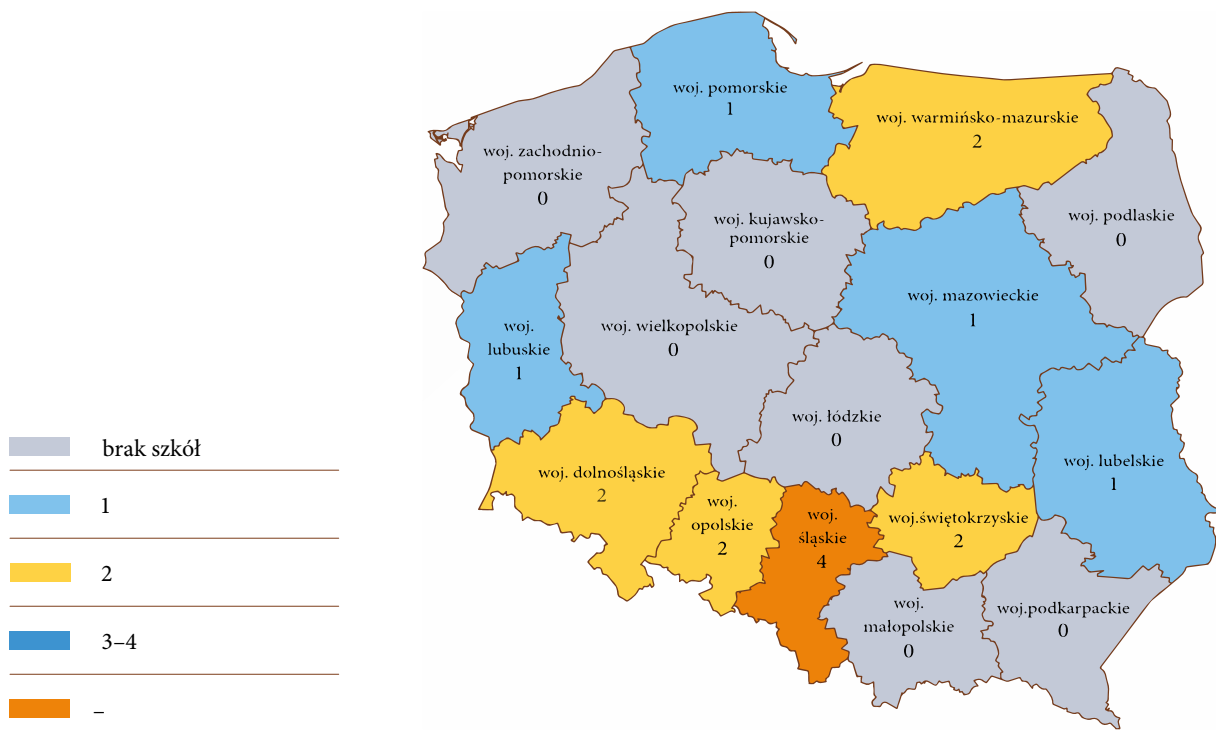 woj. pomorskie
1
woj. warmińsko-mazurskie
2
woj. zachodnio-
pomorskie
0
woj. podlaskie
0
woj. kujawsko-
pomorskie
0
woj. mazowieckie
1
woj.
lubuskie
1
woj. wielkopolskie
0
woj. łódzkie
0
woj. lubelskie
1
woj. dolnośląskie
2
woj.
opolskie
2
woj.
śląskie
4
woj.świętokrzyskie
2
woj.
małopolskie
0
woj.podkarpackie
0
brak szkół
1
2
3–4
–